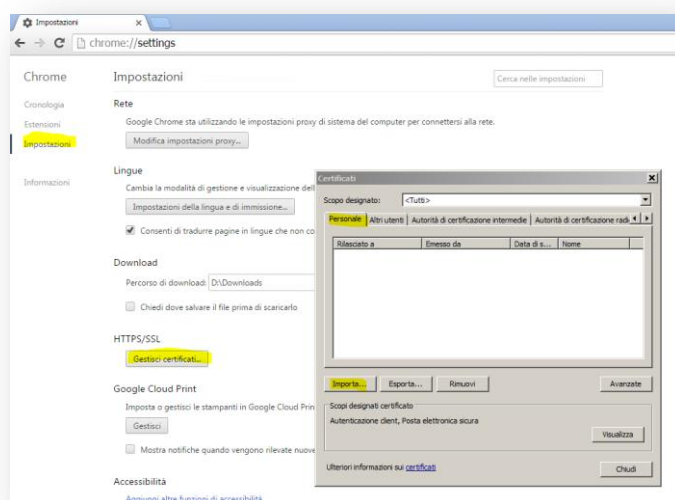 Impostazioni
chrome://settings
Chrome
Impostazioni
Cerca nelle impostazioni
Cronologia
Estensioni
Impostazioni
Informazioni
Rete
Google Chrome sta utilizzando le impostazioni proxy di sistema del computer per connettersi alla rete.
Modifica impostazioni proxy...
Lingue
Cambia la modalità di gestione e visualizzazione dell
Impostazioni della lingua e di immissione...
Consenti di tradurre pagine in lingue che non co
Download
Percorso di download: D:\Downloads
Chiedi dove salvare il file prima di scaricarlo
HTTPS/SSL
Gestisci certificati...
Google Cloud Print
Imposta o gestisci le stampanti in Google Cloud Prin
Gestisci
Mostra notifiche quando vengono rilevate nuove
Accessibilità
Aggiungi altre funzioni di accessibilità
Certificati
Scopo designato: <Tutti>
Personale Altri utenti Autorità di certificazione intermedie Autorità di certificazione radi
Rilasciato a Emesso da Data di s... Nome
Importa... Esporta... Rimuovi Avanzate
Scopi designati certificato
Autenticazione client, Posta elettronica sicura
Visualizza
Ulteriori informazioni sui certificati
Chiudi